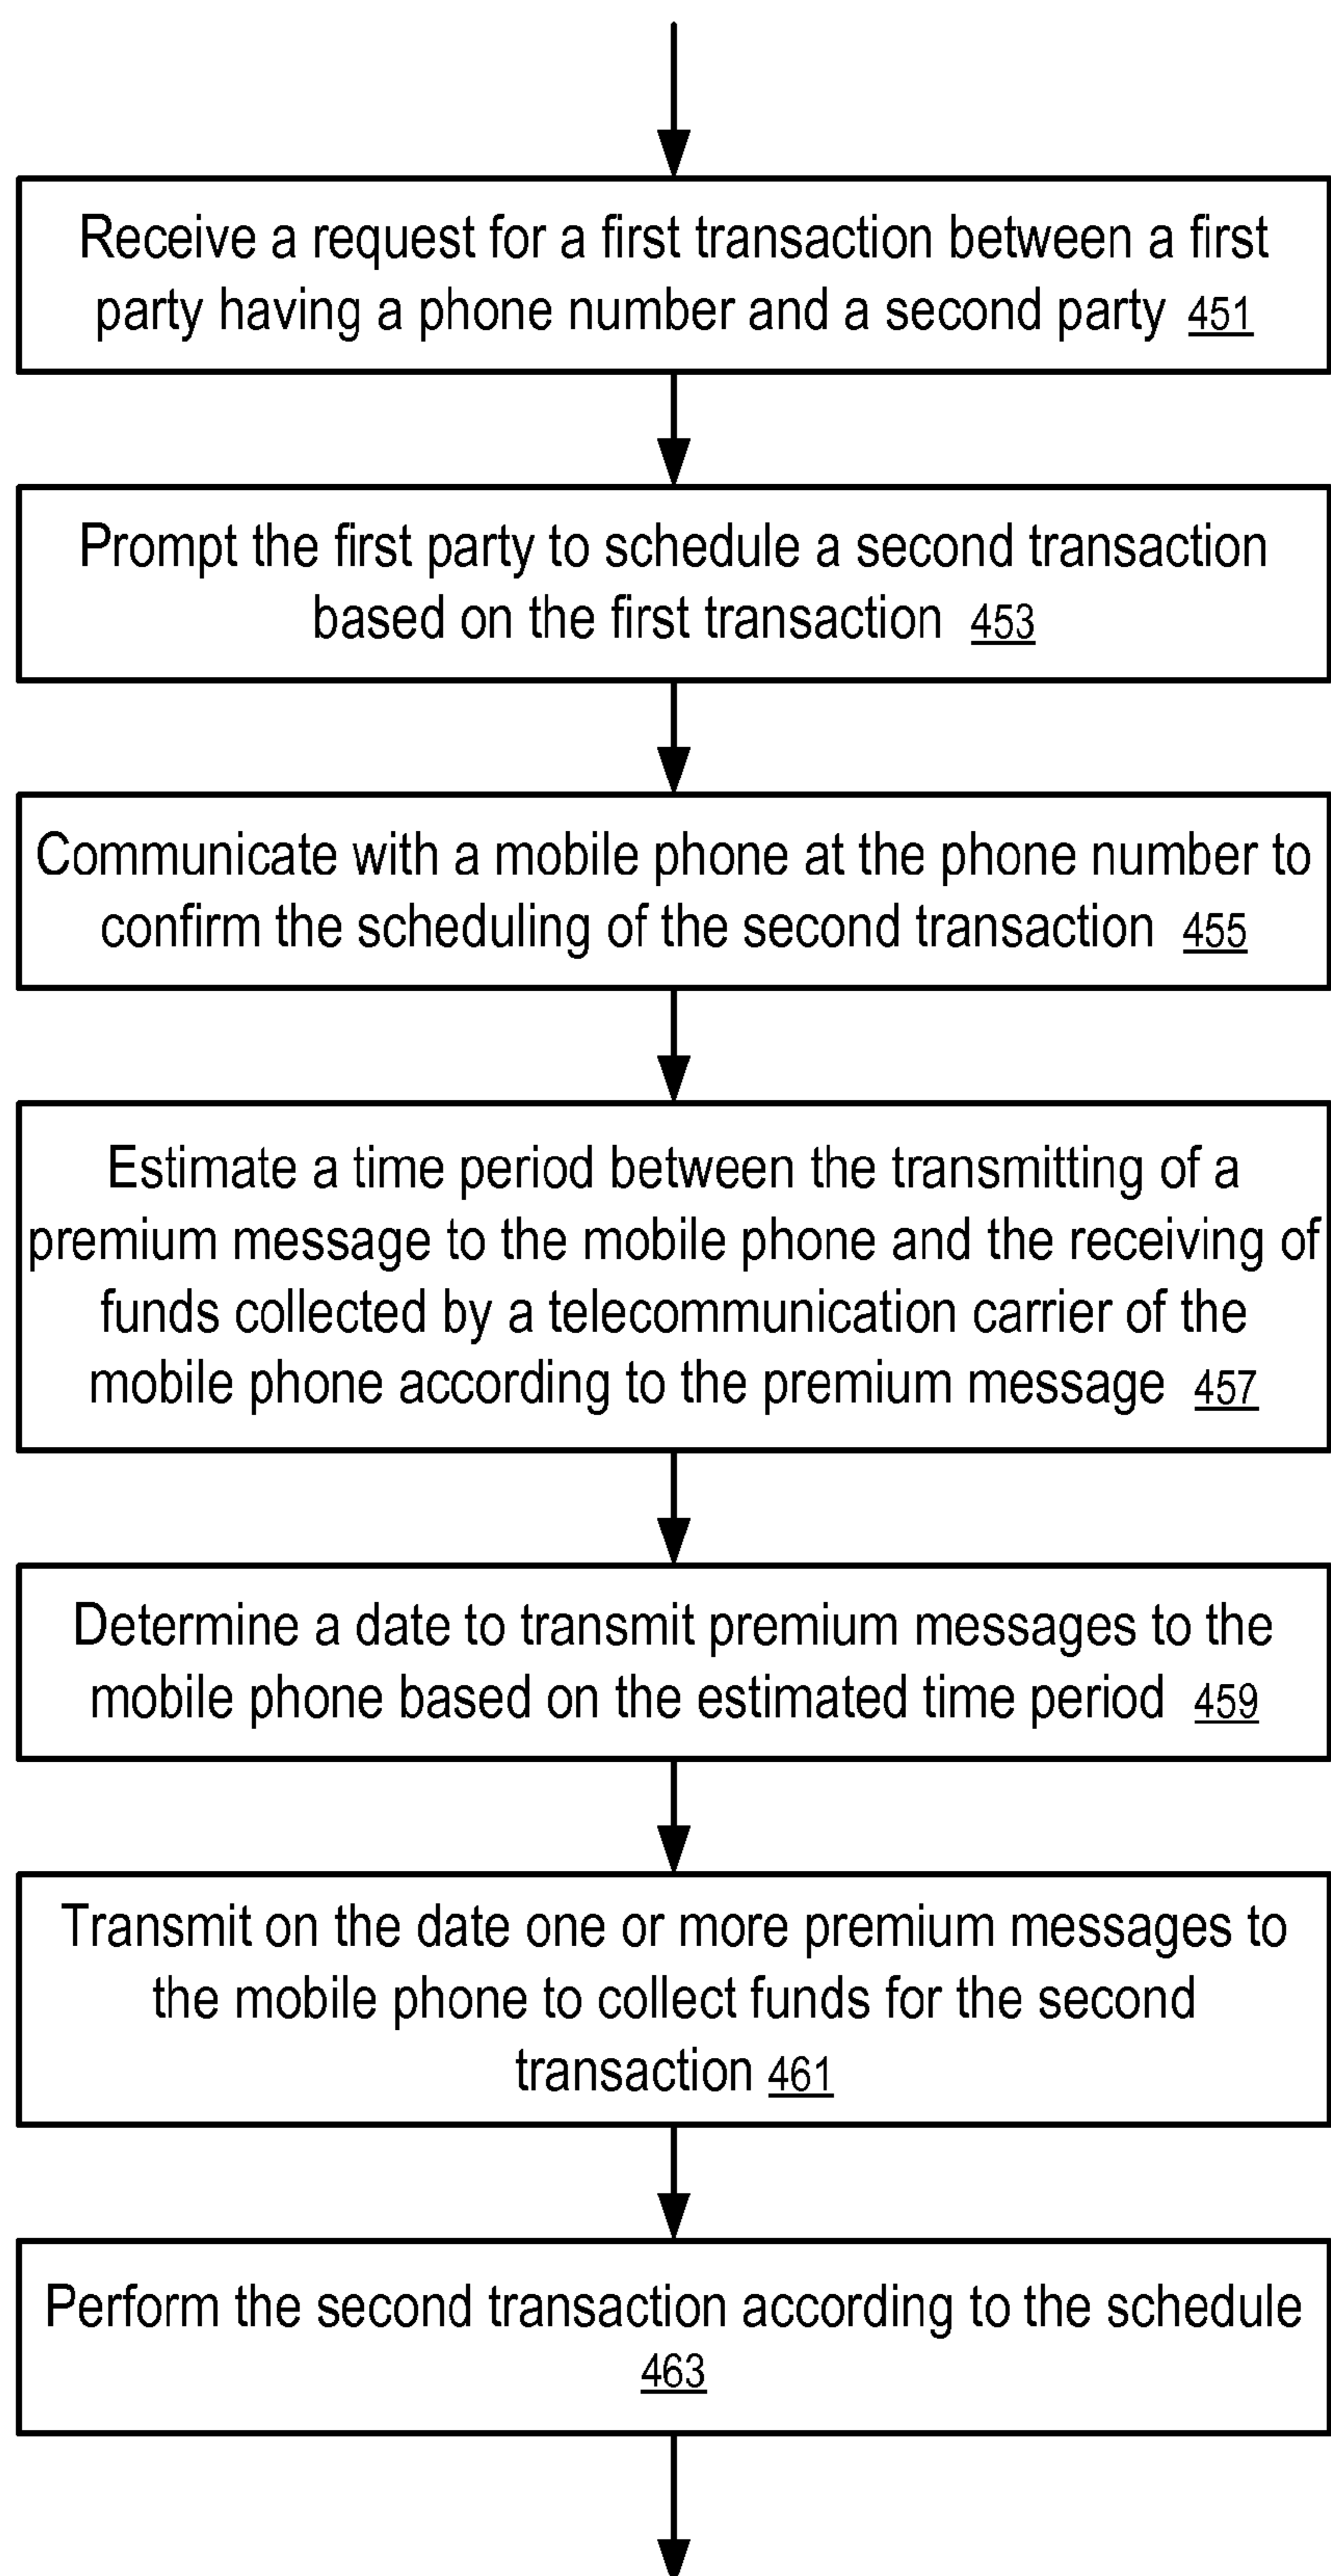 Receive a request for a first transaction between a first
party having a phone number and a second party 451
Prompt the first party to schedule a second transaction
based on the first transaction 453
Communicate with a mobile phone at the phone number to
confirm the scheduling of the second transaction 455
Estimate a time period between the transmitting of a
premium message to the mobile phone and the receiving of
funds collected by a telecommunication carrier of the
mobile phone according to the premium message 457
Determine a date to transmit premium messages to the
mobile phone based on the estimated time period 459
Transmit on the date one or more premium messages to
the mobile phone to collect funds for the second
transaction 461
Perform the second transaction according to the schedule
463